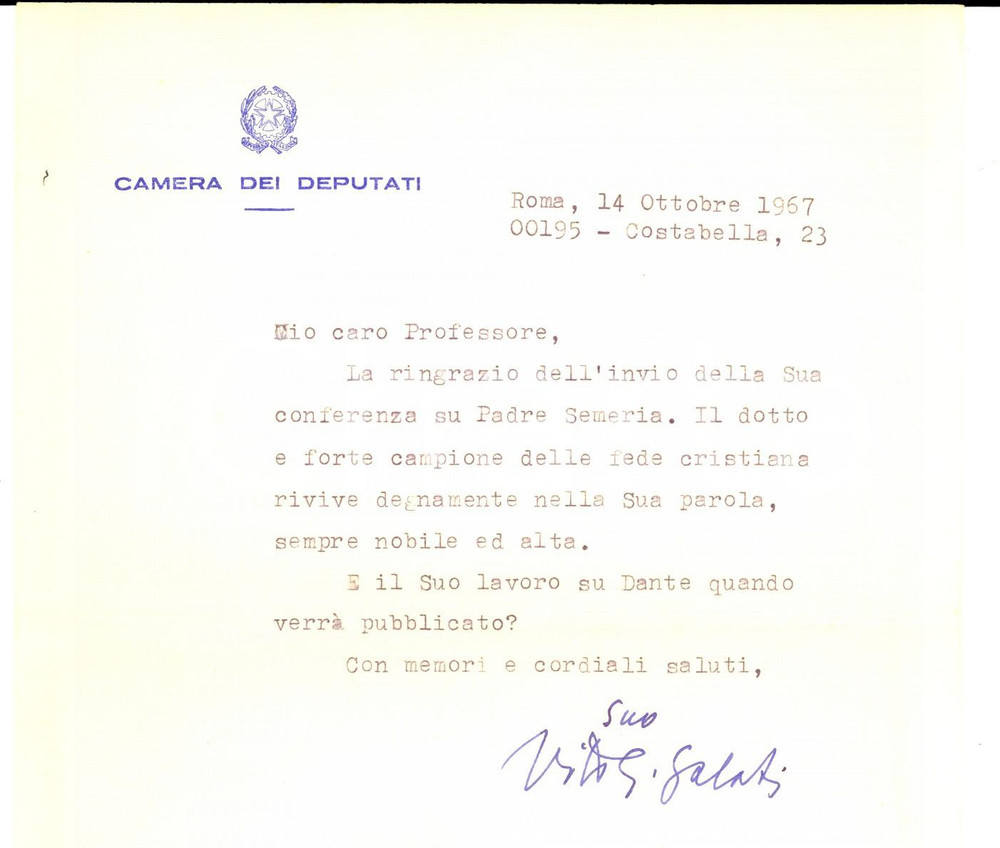 CAMERA DEI DEPUTATI
Roma, 14 Ottobre 1967
00195 - Costabella, 23
Mio caro Professore,
La ringrazio dell'invio della Sua
conferenza su Padre Semeria. Il dotto
e forte campione delle fede cristiana
rivive degnamente nella Sua parola,
sempre nobile ed alta.
E il Suo lavoro su Dante quando
verrà pubblicato?
Con memori e cordiali saluti,
Suo
Vito G. Galati